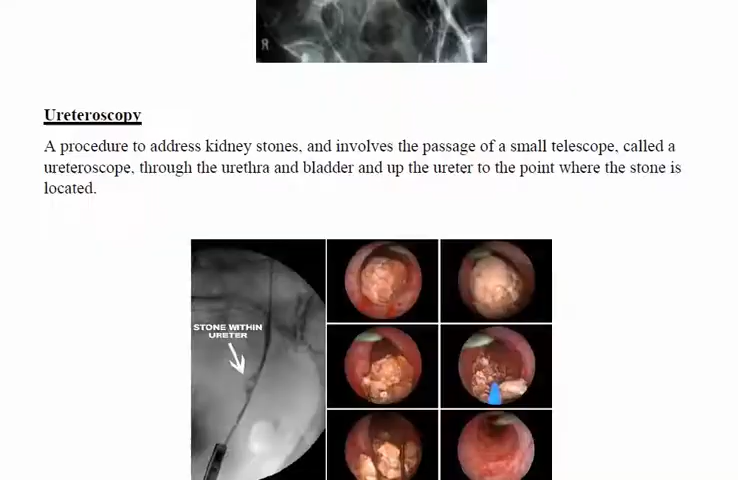 R
Ureteroscopy
A procedure to address kidney stones, and involves the passage of a small telescope, called a
ureteroscope, through the urethra and bladder and up the ureter to the point where the stone is
located.
STONE WITHIN
URETER